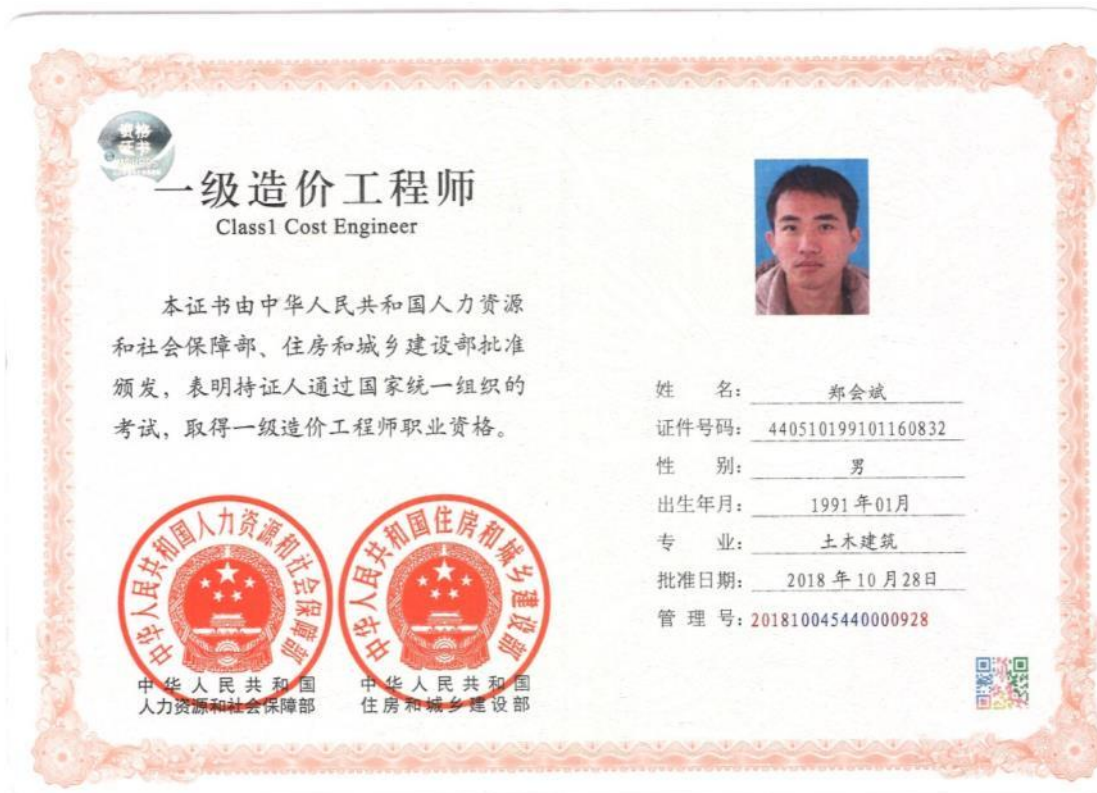 资格
证书
一级造价工程师
Class1 Cost Engineer
本证书由中华人民共和国人力资源
和社会保障部、住房和城乡建设部批准
颁发，表明持证人通过国家统一组织的
考试，取得一级造价工程师职业资格。
姓 名： 郑会斌
证件号码： 440510199101160832
性 别： 男
出生年月： 1991年01月
专 业： 土木建筑
批准日期： 2018年10月28日
管 理 号：201810045440000928
中华人民共和国人力资源和社会保障部
中华人民共和国住房和城乡建设部
中华人民共和国
人力资源和社会保障部
中华人民共和国
住房和城乡建设部